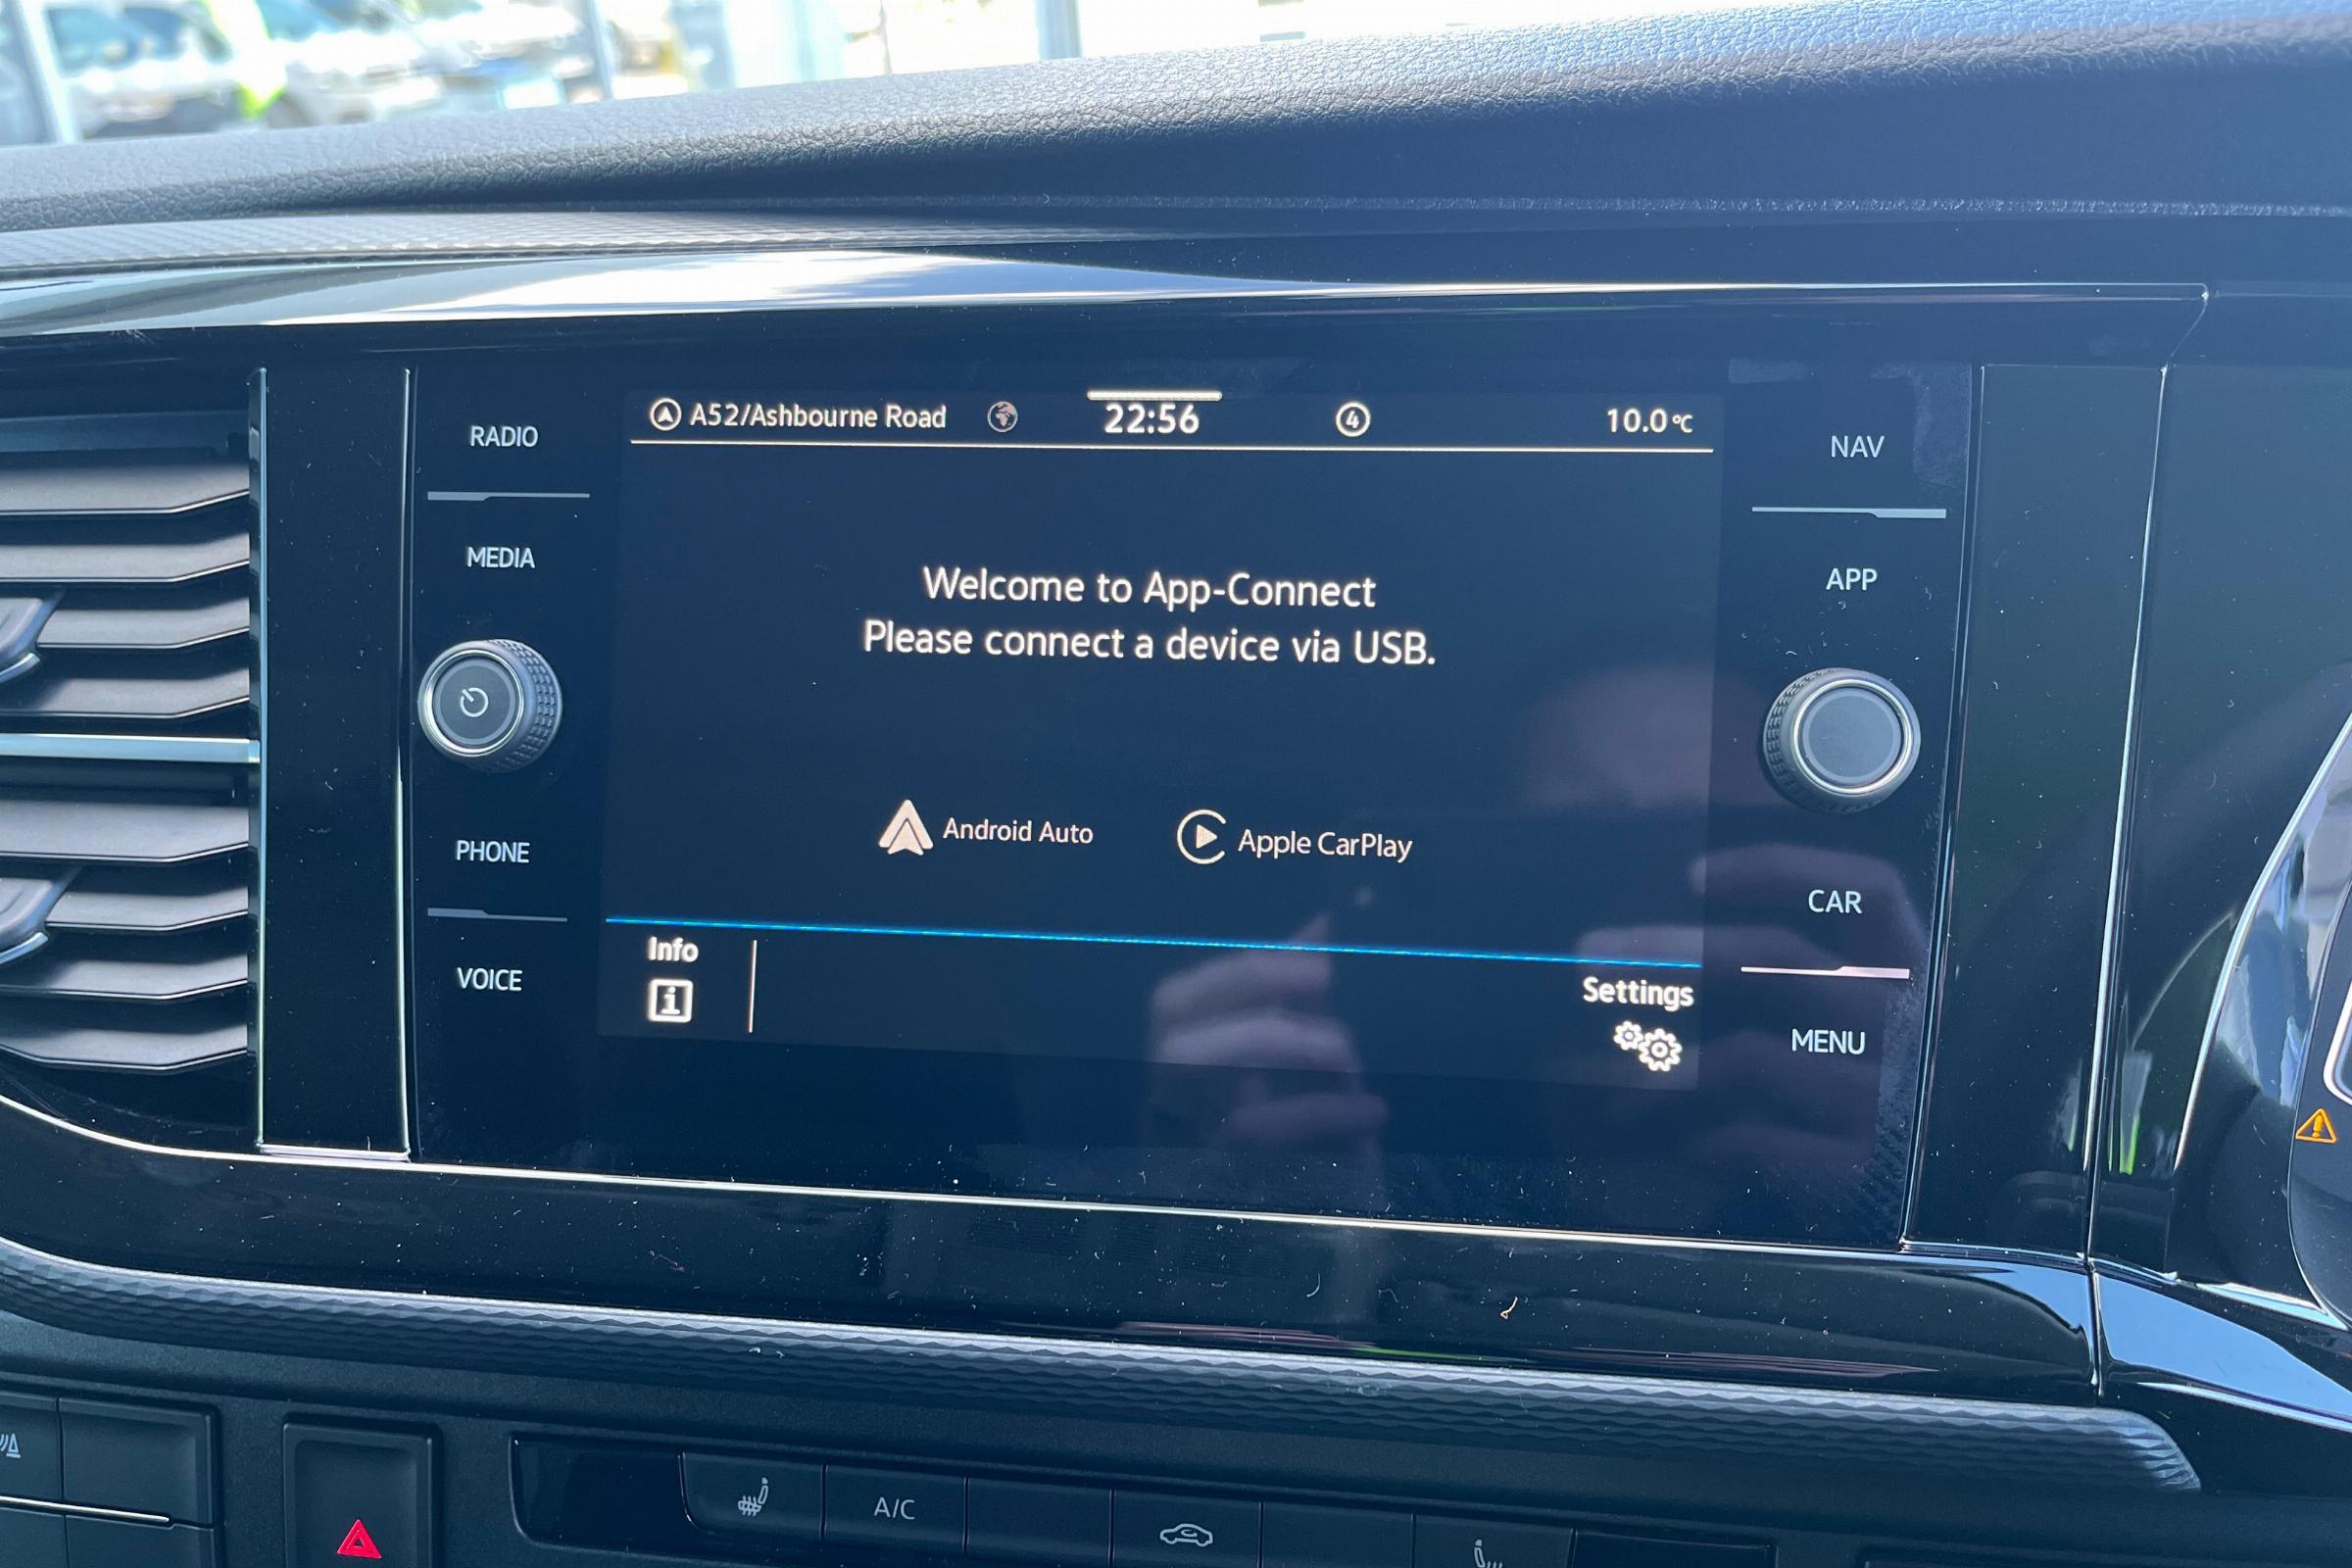 RADIO
MEDIA
PHONE
VOICE
A52/Ashbourne Road
22:56
4
10.0°C
Welcome to App-Connect
Please connect a device via USB.
Android Auto
Apple CarPlay
Info
i
Settings
NAV
APP
CAR
MENU
A/C